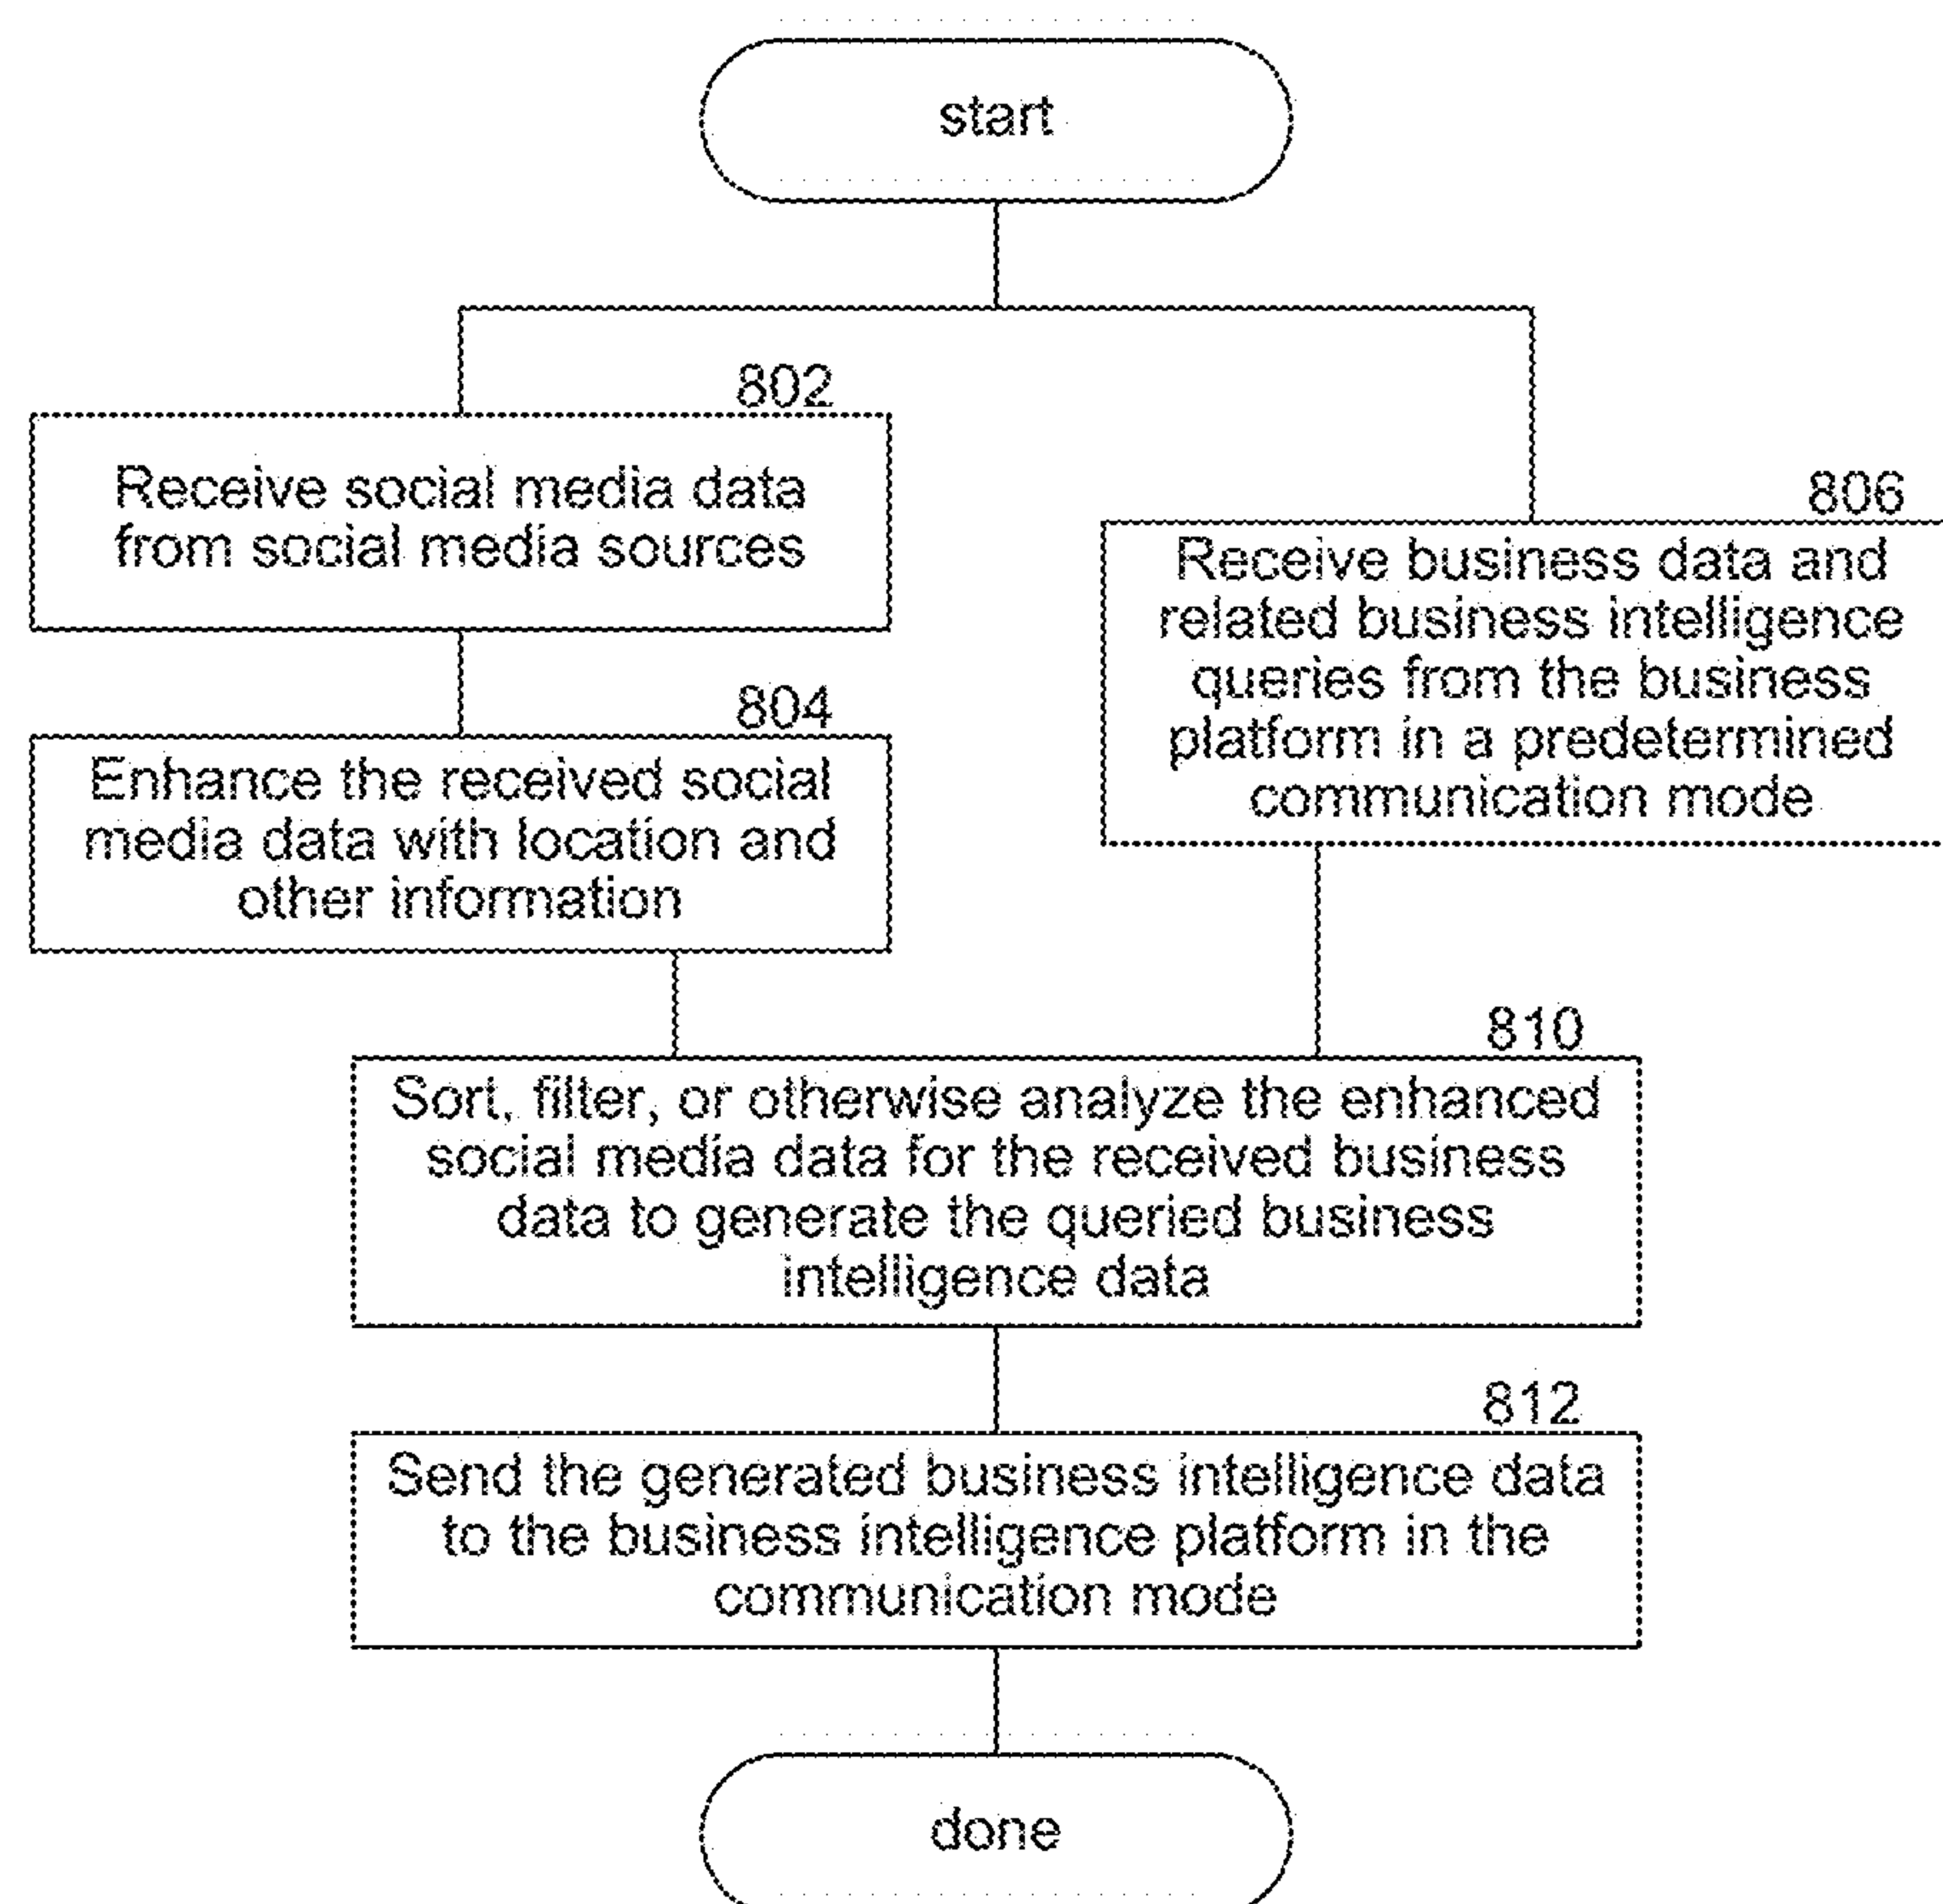 start
802
Receive social media data
from social media sources
804
Enhance the received social
media data with location and
other information
806
Receive business data and
related business intelligence
queries from the business
platform in a predetermined
communication mode
810
Sort, filter, or otherwise analyze the enhanced
social media data for the received business
data to generate the queried business
intelligence data
812
Send the generated business intelligence data
to the business intelligence platform in the
communication mode
done